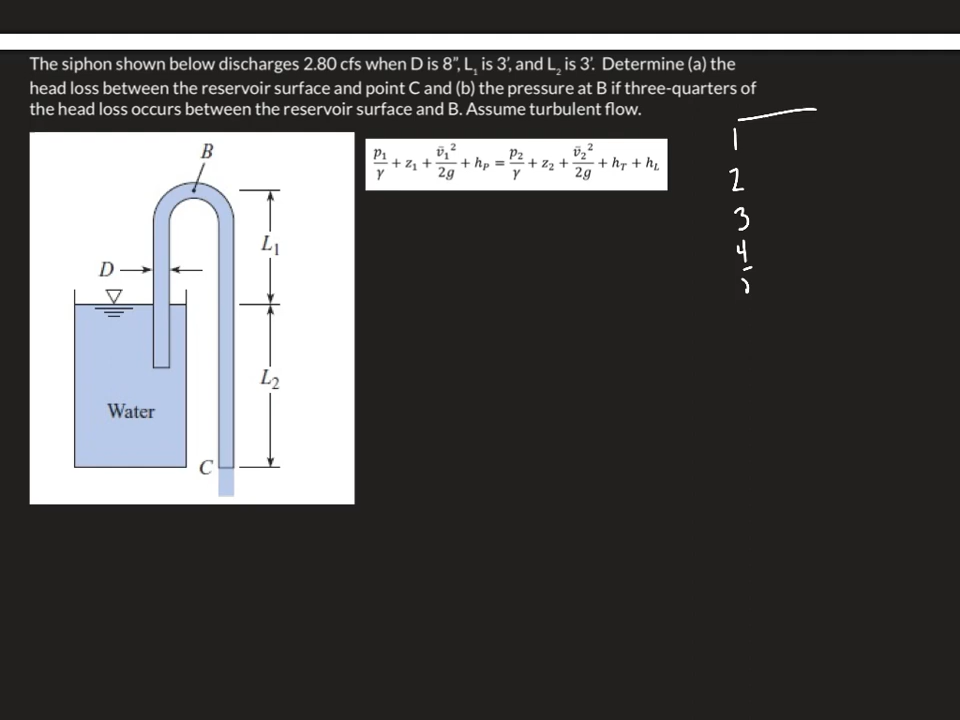 The siphon shown below discharges 2.80 cfs when D is 8”, L₁ is 3’, and L₂ is 3’. Determine (a) the
head loss between the reservoir surface and point C and (b) the pressure at B if three-quarters of
the head loss occurs between the reservoir surface and B. Assume turbulent flow.
p₁/γ + z₁ + v̄₁²/2g + hₚ = p₂/γ + z₂ + v̄₂²/2g + h_T + h_L
B
L₁
D
L₂
Water
C
1
2
3
4